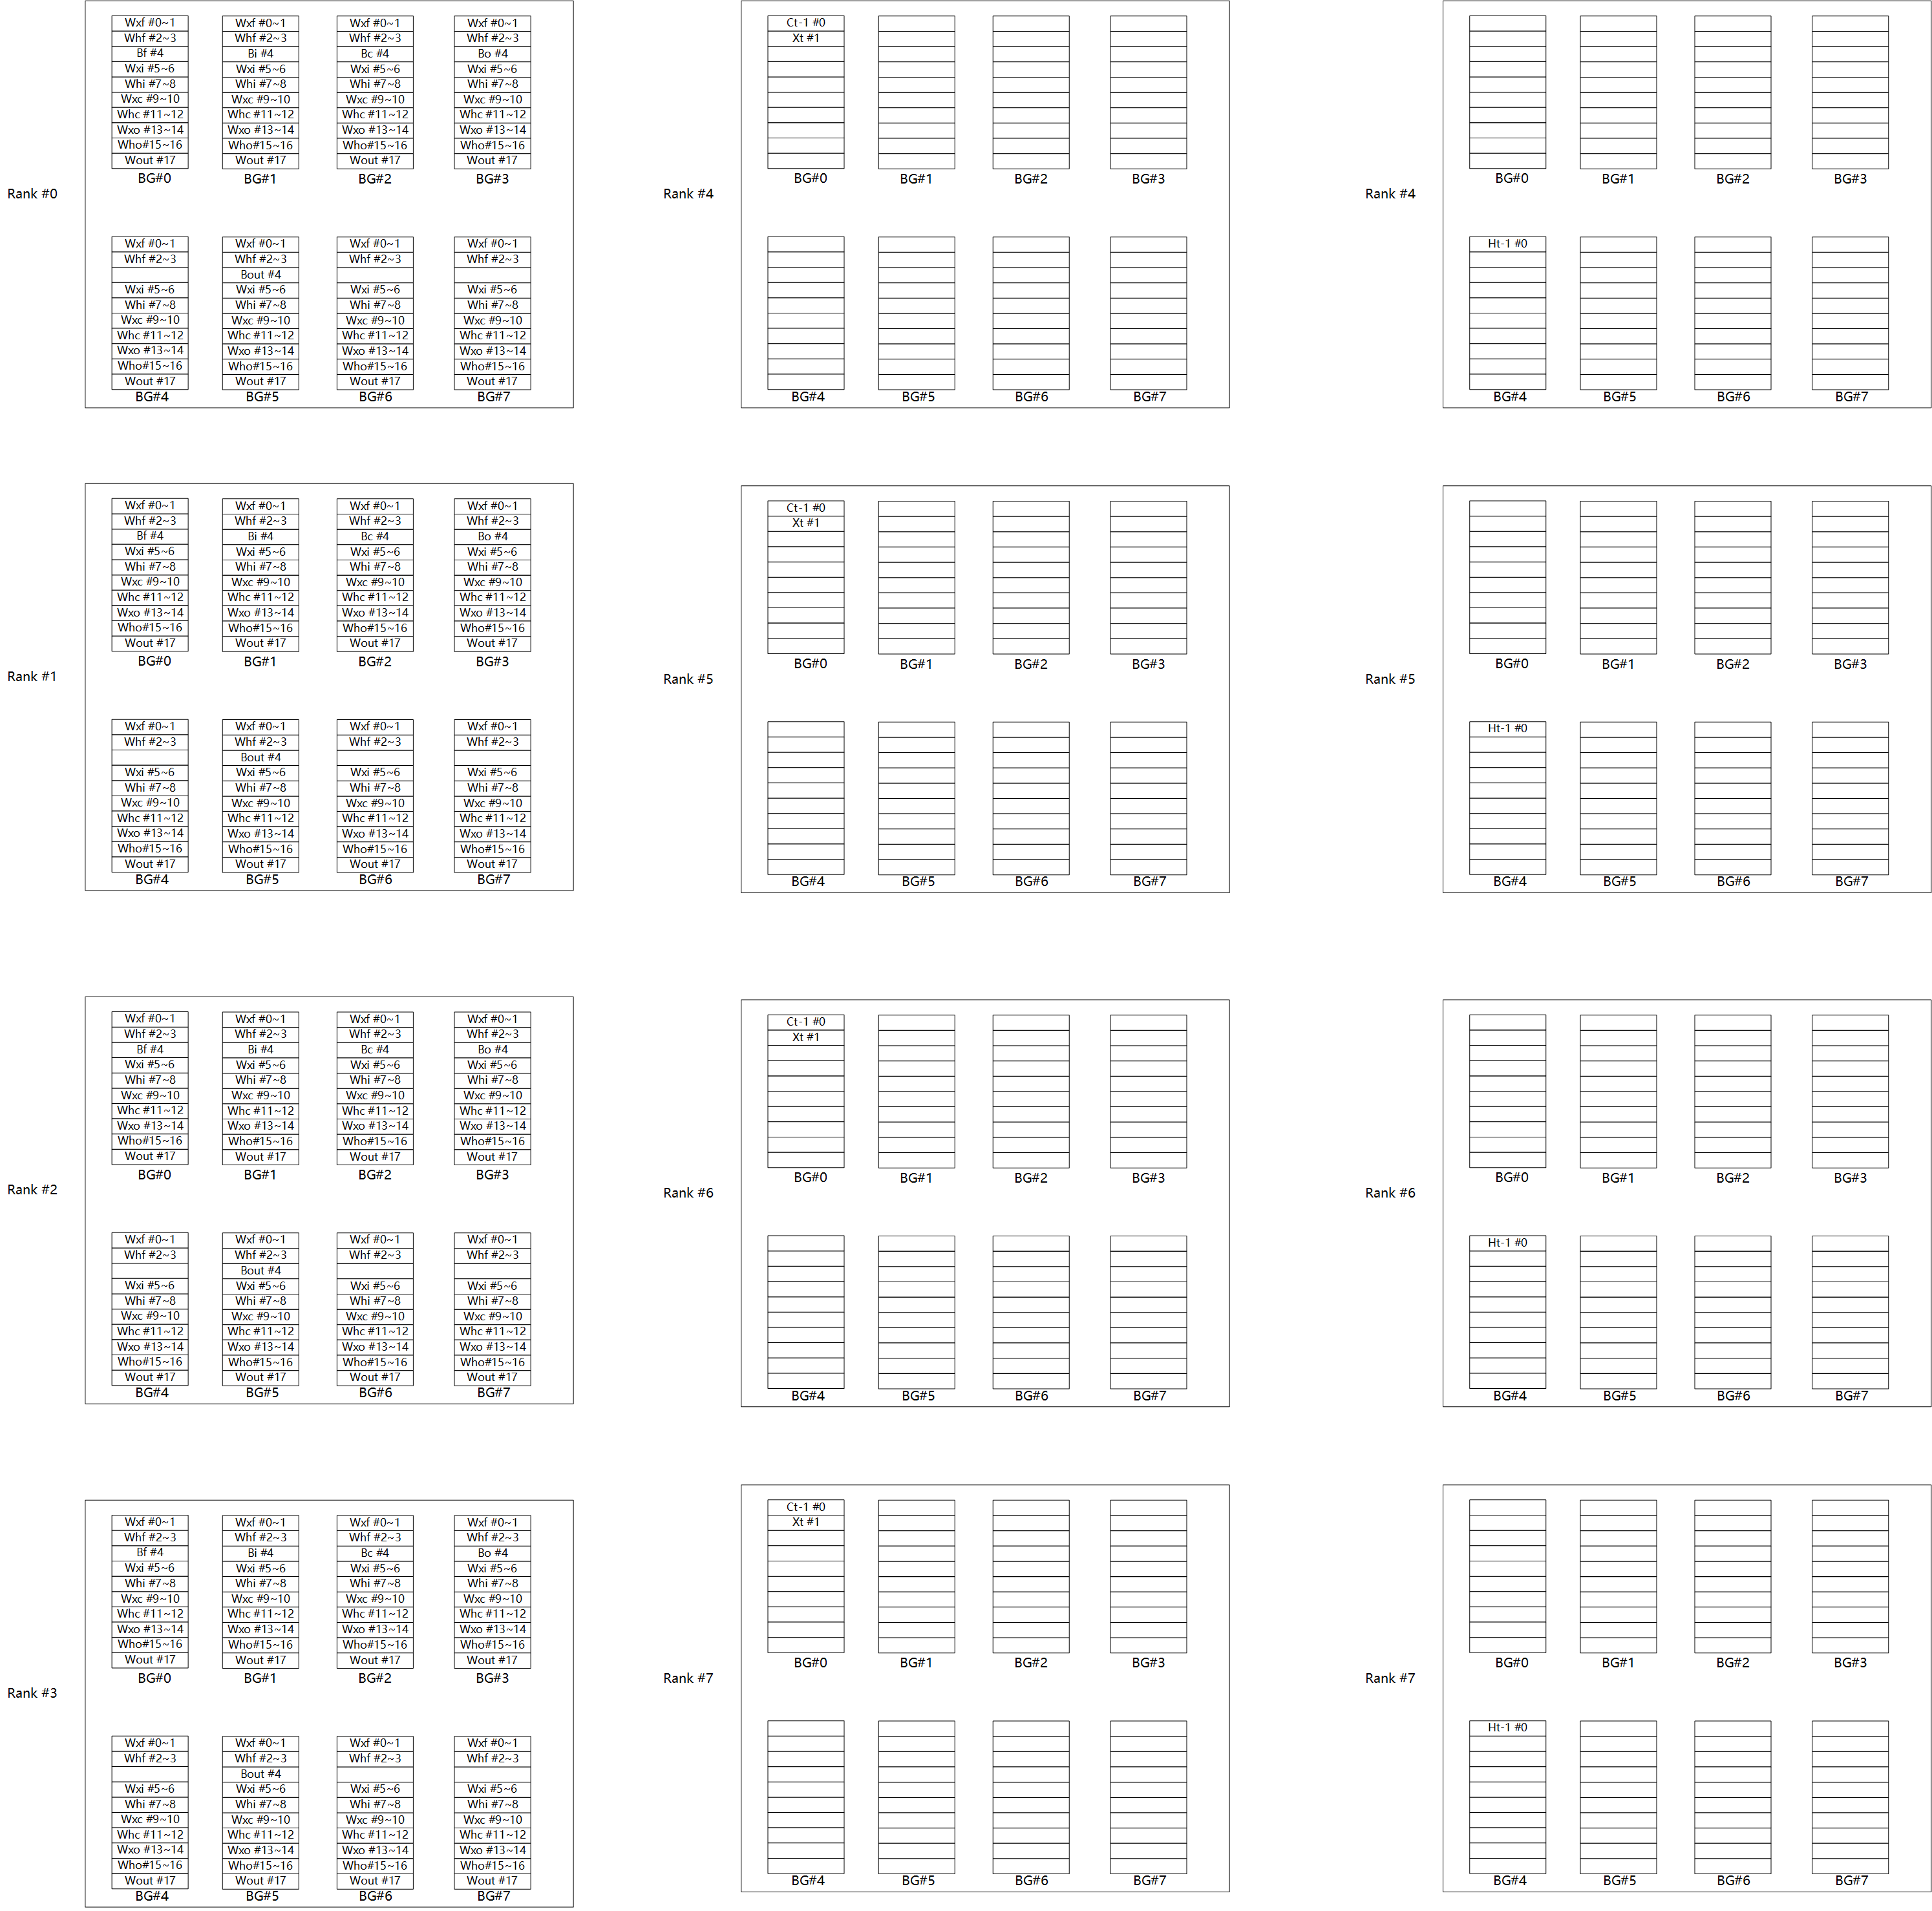 Wxf #0~1 Wxf #0~1 Wxf #0~1 Wxf #0~1
Whf #2~3 Whf #2~3 Whf #2~3 Whf #2~3
Bf #4 Bi #4 Bc #4 Bo #4
Wxi #5~6 Wxi #5~6 Wxi #5~6 Wxi #5~6
Whi #7~8 Whi #7~8 Whi #7~8 Whi #7~8
Wxc #9~10 Wxc #9~10 Wxc #9~10 Wxc #9~10
Whc #11~12 Whc #11~12 Whc #11~12 Whc #11~12
Wxo #13~14 Wxo #13~14 Wxo #13~14 Wxo #13~14
Who#15~16 Who#15~16 Who#15~16 Who#15~16
Wout #17 Wout #17 Wout #17 Wout #17
BG#0 BG#1 BG#2 BG#3
Rank #0
Wxf #0~1 Wxf #0~1 Wxf #0~1 Wxf #0~1
Whf #2~3 Whf #2~3 Whf #2~3 Whf #2~3
Bout #4
Wxi #5~6 Wxi #5~6 Wxi #5~6 Wxi #5~6
Whi #7~8 Whi #7~8 Whi #7~8 Whi #7~8
Wxc #9~10 Wxc #9~10 Wxc #9~10 Wxc #9~10
Whc #11~12 Whc #11~12 Whc #11~12 Whc #11~12
Wxo #13~14 Wxo #13~14 Wxo #13~14 Wxo #13~14
Who#15~16 Who#15~16 Who#15~16 Who#15~16
Wout #17 Wout #17 Wout #17 Wout #17
BG#4 BG#5 BG#6 BG#7
Ct-1 #0
Xt #1
BG#0 BG#1 BG#2 BG#3
Rank #4
BG#4 BG#5 BG#6 BG#7
BG#0 BG#1 BG#2 BG#3
Rank #4
Ht-1 #0
BG#4 BG#5 BG#6 BG#7
Wxf #0~1 Wxf #0~1 Wxf #0~1 Wxf #0~1
Whf #2~3 Whf #2~3 Whf #2~3 Whf #2~3
Bf #4 Bi #4 Bc #4 Bo #4
Wxi #5~6 Wxi #5~6 Wxi #5~6 Wxi #5~6
Whi #7~8 Whi #7~8 Whi #7~8 Whi #7~8
Wxc #9~10 Wxc #9~10 Wxc #9~10 Wxc #9~10
Whc #11~12 Whc #11~12 Whc #11~12 Whc #11~12
Wxo #13~14 Wxo #13~14 Wxo #13~14 Wxo #13~14
Who#15~16 Who#15~16 Who#15~16 Who#15~16
Wout #17 Wout #17 Wout #17 Wout #17
BG#0 BG#1 BG#2 BG#3
Rank #1
Wxf #0~1 Wxf #0~1 Wxf #0~1 Wxf #0~1
Whf #2~3 Whf #2~3 Whf #2~3 Whf #2~3
Bout #4
Wxi #5~6 Wxi #5~6 Wxi #5~6 Wxi #5~6
Whi #7~8 Whi #7~8 Whi #7~8 Whi #7~8
Wxc #9~10 Wxc #9~10 Wxc #9~10 Wxc #9~10
Whc #11~12 Whc #11~12 Whc #11~12 Whc #11~12
Wxo #13~14 Wxo #13~14 Wxo #13~14 Wxo #13~14
Who#15~16 Who#15~16 Who#15~16 Who#15~16
Wout #17 Wout #17 Wout #17 Wout #17
BG#4 BG#5 BG#6 BG#7
Ct-1 #0
Xt #1
BG#0 BG#1 BG#2 BG#3
Rank #5
BG#4 BG#5 BG#6 BG#7
BG#0 BG#1 BG#2 BG#3
Rank #5
Ht-1 #0
BG#4 BG#5 BG#6 BG#7
Wxf #0~1 Wxf #0~1 Wxf #0~1 Wxf #0~1
Whf #2~3 Whf #2~3 Whf #2~3 Whf #2~3
Bf #4 Bi #4 Bc #4 Bo #4
Wxi #5~6 Wxi #5~6 Wxi #5~6 Wxi #5~6
Whi #7~8 Whi #7~8 Whi #7~8 Whi #7~8
Wxc #9~10 Wxc #9~10 Wxc #9~10 Wxc #9~10
Whc #11~12 Whc #11~12 Whc #11~12 Whc #11~12
Wxo #13~14 Wxo #13~14 Wxo #13~14 Wxo #13~14
Who#15~16 Who#15~16 Who#15~16 Who#15~16
Wout #17 Wout #17 Wout #17 Wout #17
BG#0 BG#1 BG#2 BG#3
Rank #2
Wxf #0~1 Wxf #0~1 Wxf #0~1 Wxf #0~1
Whf #2~3 Whf #2~3 Whf #2~3 Whf #2~3
Bout #4
Wxi #5~6 Wxi #5~6 Wxi #5~6 Wxi #5~6
Whi #7~8 Whi #7~8 Whi #7~8 Whi #7~8
Wxc #9~10 Wxc #9~10 Wxc #9~10 Wxc #9~10
Whc #11~12 Whc #11~12 Whc #11~12 Whc #11~12
Wxo #13~14 Wxo #13~14 Wxo #13~14 Wxo #13~14
Who#15~16 Who#15~16 Who#15~16 Who#15~16
Wout #17 Wout #17 Wout #17 Wout #17
BG#4 BG#5 BG#6 BG#7
Ct-1 #0
Xt #1
BG#0 BG#1 BG#2 BG#3
Rank #6
BG#4 BG#5 BG#6 BG#7
BG#0 BG#1 BG#2 BG#3
Rank #6
Ht-1 #0
BG#4 BG#5 BG#6 BG#7
Wxf #0~1 Wxf #0~1 Wxf #0~1 Wxf #0~1
Whf #2~3 Whf #2~3 Whf #2~3 Whf #2~3
Bf #4 Bi #4 Bc #4 Bo #4
Wxi #5~6 Wxi #5~6 Wxi #5~6 Wxi #5~6
Whi #7~8 Whi #7~8 Whi #7~8 Whi #7~8
Wxc #9~10 Wxc #9~10 Wxc #9~10 Wxc #9~10
Whc #11~12 Whc #11~12 Whc #11~12 Whc #11~12
Wxo #13~14 Wxo #13~14 Wxo #13~14 Wxo #13~14
Who#15~16 Who#15~16 Who#15~16 Who#15~16
Wout #17 Wout #17 Wout #17 Wout #17
BG#0 BG#1 BG#2 BG#3
Rank #3
Wxf #0~1 Wxf #0~1 Wxf #0~1 Wxf #0~1
Whf #2~3 Whf #2~3 Whf #2~3 Whf #2~3
Bout #4
Wxi #5~6 Wxi #5~6 Wxi #5~6 Wxi #5~6
Whi #7~8 Whi #7~8 Whi #7~8 Whi #7~8
Wxc #9~10 Wxc #9~10 Wxc #9~10 Wxc #9~10
Whc #11~12 Whc #11~12 Whc #11~12 Whc #11~12
Wxo #13~14 Wxo #13~14 Wxo #13~14 Wxo #13~14
Who#15~16 Who#15~16 Who#15~16 Who#15~16
Wout #17 Wout #17 Wout #17 Wout #17
BG#4 BG#5 BG#6 BG#7
Ct-1 #0
Xt #1
BG#0 BG#1 BG#2 BG#3
Rank #7
BG#4 BG#5 BG#6 BG#7
BG#0 BG#1 BG#2 BG#3
Rank #7
Ht-1 #0
BG#4 BG#5 BG#6 BG#7